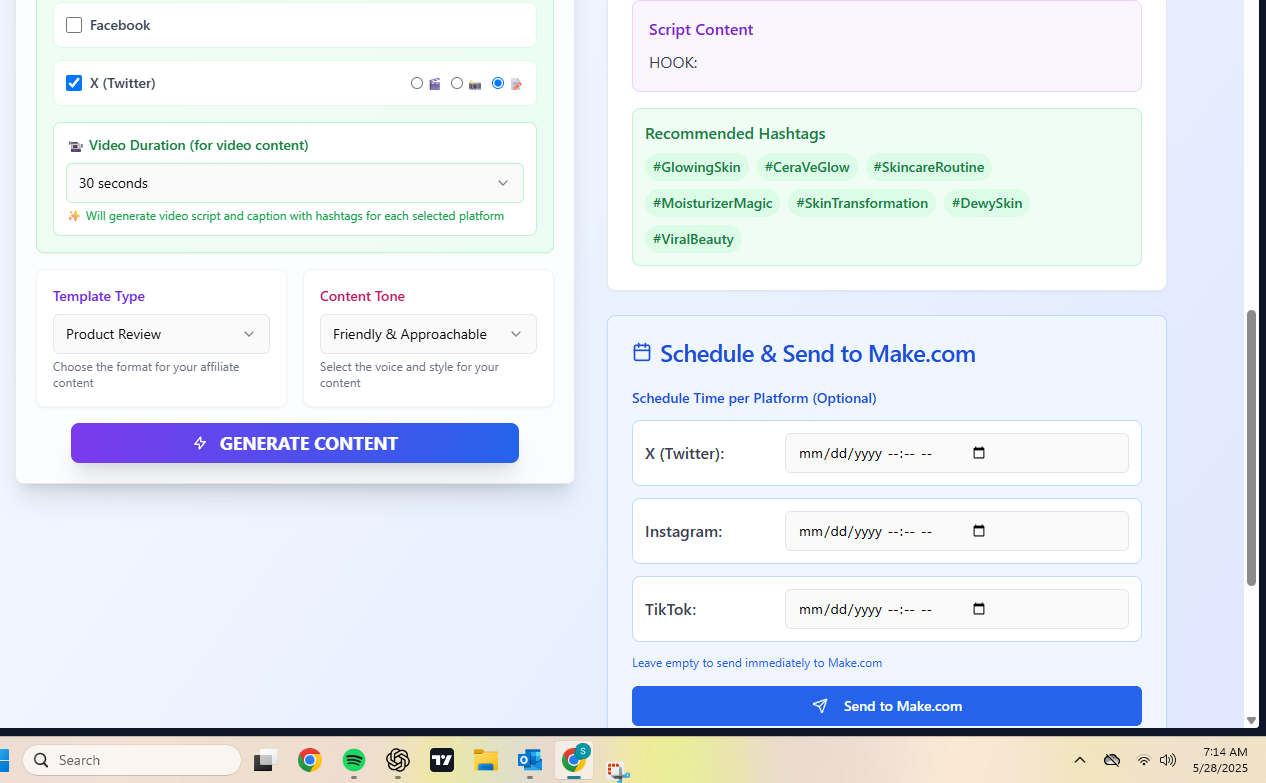 Facebook
X (Twitter)
Video Duration (for video content)
30 seconds
Will generate video script and caption with hashtags for each selected platform
Template Type
Product Review
Choose the format for your affiliate
content
Content Tone
Friendly & Approachable
Select the voice and style for your
content
GENERATE CONTENT
Script Content
HOOK:
Recommended Hashtags
#GlowingSkin #CeraVeGlow #SkincareRoutine
#MoisturizerMagic #SkinTransformation #DewySkin
#ViralBeauty
Schedule & Send to Make.com
Schedule Time per Platform (Optional)
X (Twitter): mm/dd/yyyy --:-- --
Instagram: mm/dd/yyyy --:-- --
TikTok: mm/dd/yyyy --:-- --
Leave empty to send immediately to Make.com
Send to Make.com
Search
S
7:14 AM
5/28/2025